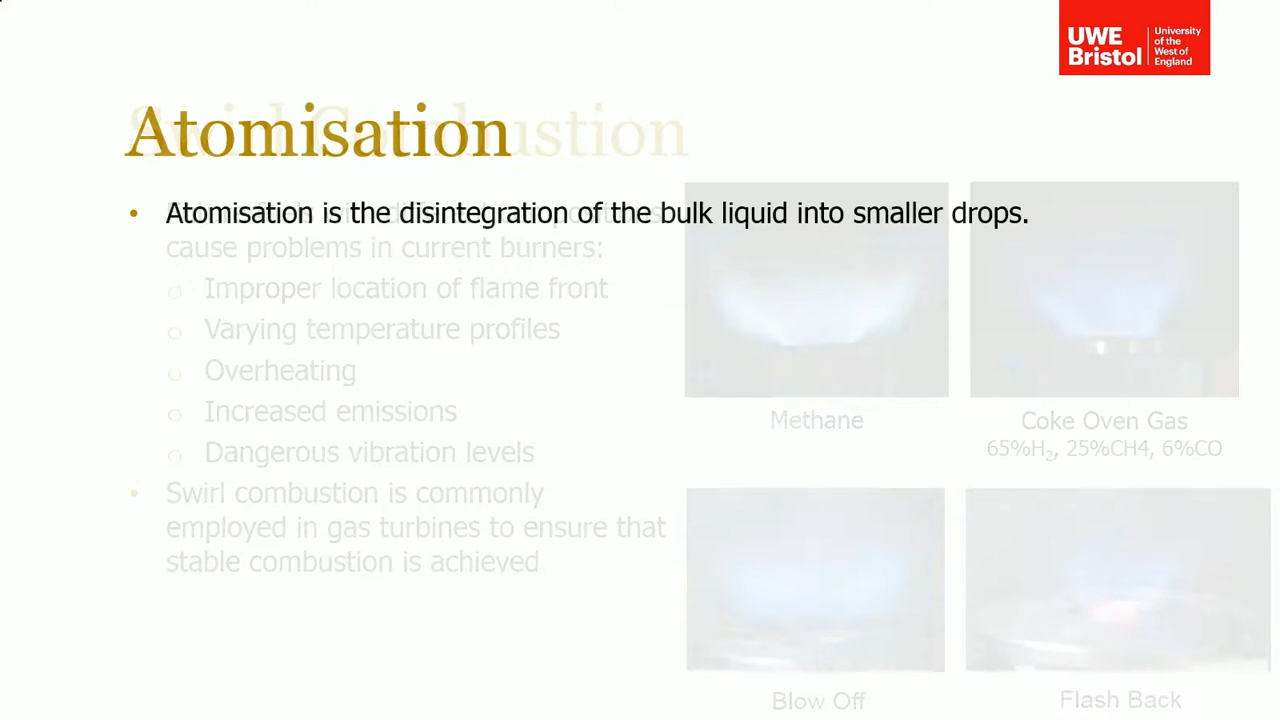 UWE
Bristol
University
of the
West of
England
Atomisation
Swirl Combustion
• Atomisation is the disintegration of the bulk liquid into smaller drops.
cause problems in current burners:
o Improper location of flame front
o Varying temperature profiles
o Overheating
o Increased emissions
o Dangerous vibration levels
• Swirl combustion is commonly
employed in gas turbines to ensure that
stable combustion is achieved
Methane
Coke Oven Gas
65%H₂, 25%CH4, 6%CO
Blow Off
Flash Back